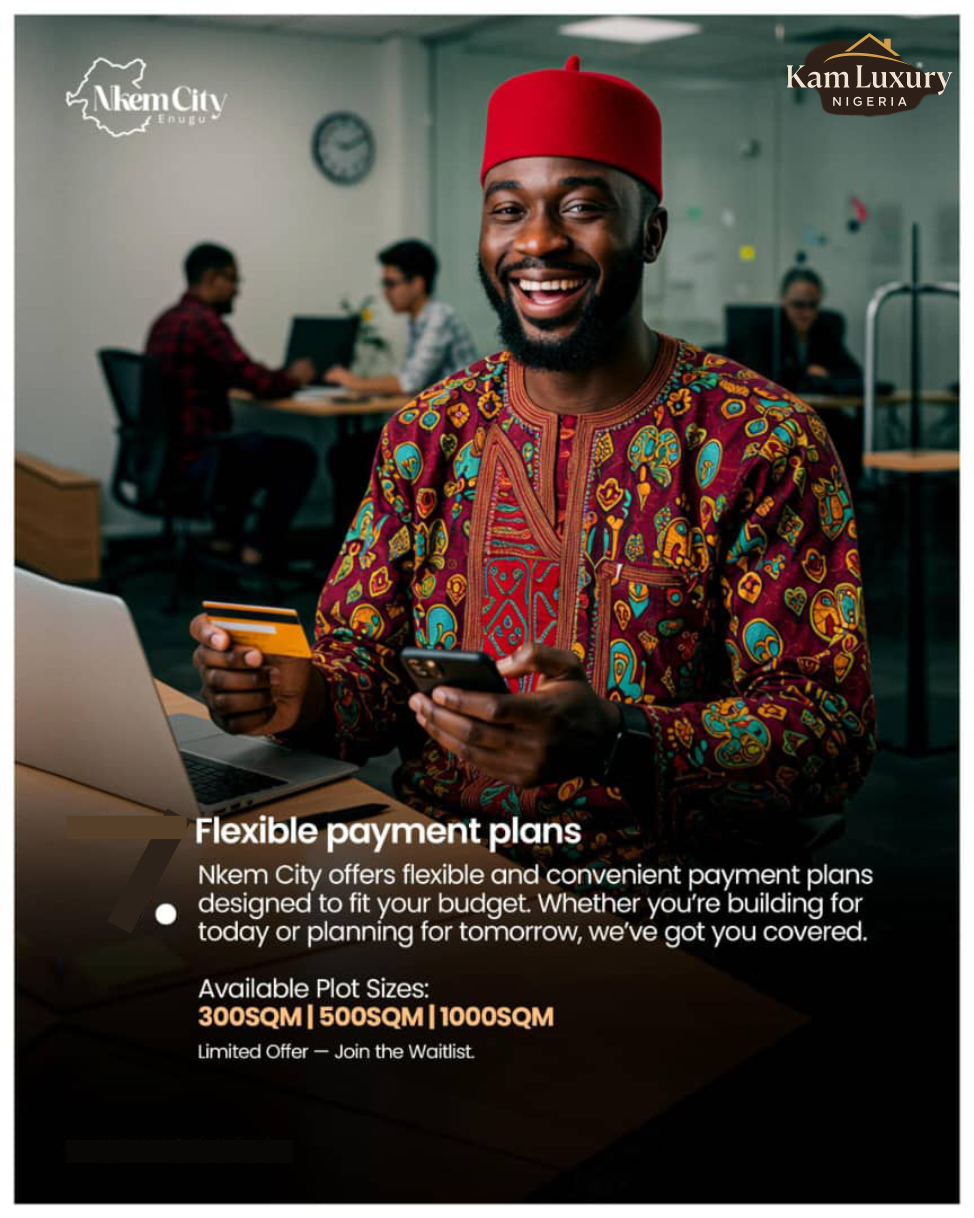 Nkem City
Enugu
Kam Luxury
NIGERIA
7.
Flexible payment plans
Nkem City offers flexible and convenient payment plans
designed to fit your budget. Whether you're building for
today or planning for tomorrow, we've got you covered.
Available Plot Sizes:
300SQM | 500SQM | 1000SQM
Limited Offer — Join the Waitlist.